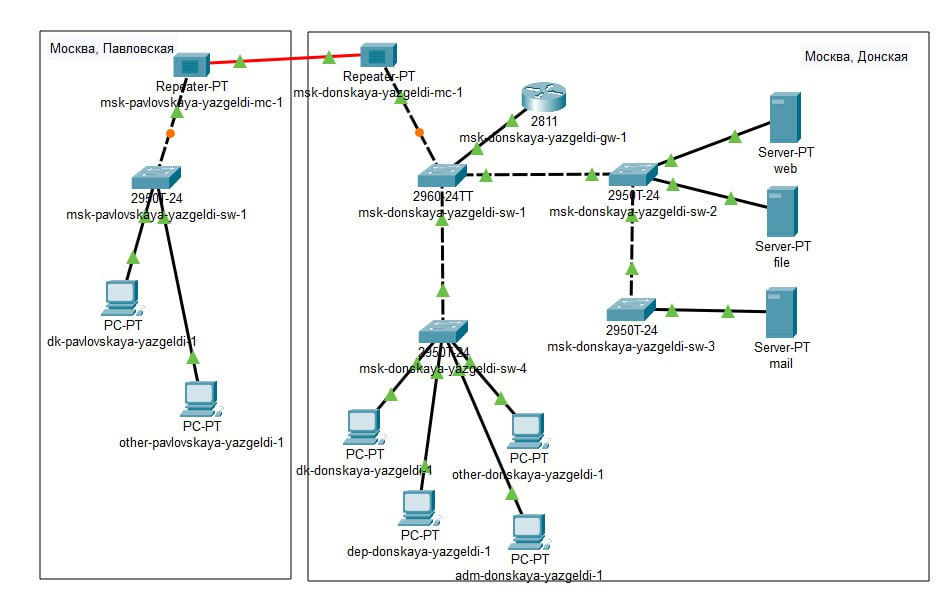 Москва, Павловская
Repeater-PT
msk-pavlovskaya-yazgeldi-mc-1
2950T-24
msk-pavlovskaya-yazgeldi-sw-1
PC-PT
dk-pavlovskaya-yazgeldi-1
PC-PT
other-pavlovskaya-yazgeldi-1
Москва, Донская
Repeater-PT
msk-donskaya-yazgeldi-mc-1
2811
msk-donskaya-yazgeldi-gw-1
2960-24TT
msk-donskaya-yazgeldi-sw-1
2950T-24
msk-donskaya-yazgeldi-sw-2
Server-PT
web
Server-PT
file
2950T-24
msk-donskaya-yazgeldi-sw-3
Server-PT
mail
2950T-24
msk-donskaya-yazgeldi-sw-4
PC-PT
dk-donskaya-yazgeldi-1
PC-PT
other-donskaya-yazgeldi-1
PC-PT
dep-donskaya-yazgeldi-1
PC-PT
adm-donskaya-yazgeldi-1